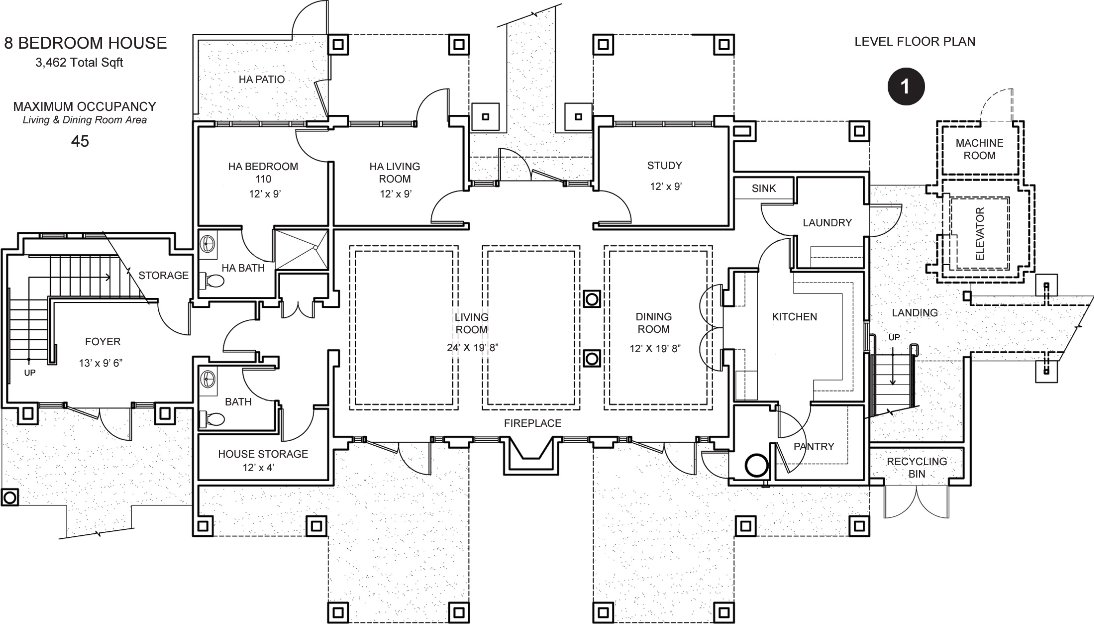 8 BEDROOM HOUSE
3,462 Total Sqft
LEVEL FLOOR PLAN
1
MAXIMUM OCCUPANCY
Living & Dining Room Area
45
HA PATIO
MACHINE
ROOM
HA BEDROOM
110
12' x 9'
HA LIVING
ROOM
12' x 9'
STUDY
12' x 9'
SINK
LAUNDRY
ELEVATOR
STORAGE
HA BATH
FOYER
13' x 9' 6"
UP
LIVING
ROOM
24' X 19' 8"
DINING
ROOM
12' X 19' 8"
KITCHEN
LANDING
UP
BATH
FIREPLACE
HOUSE STORAGE
12' x 4'
PANTRY
RECYCLING
BIN